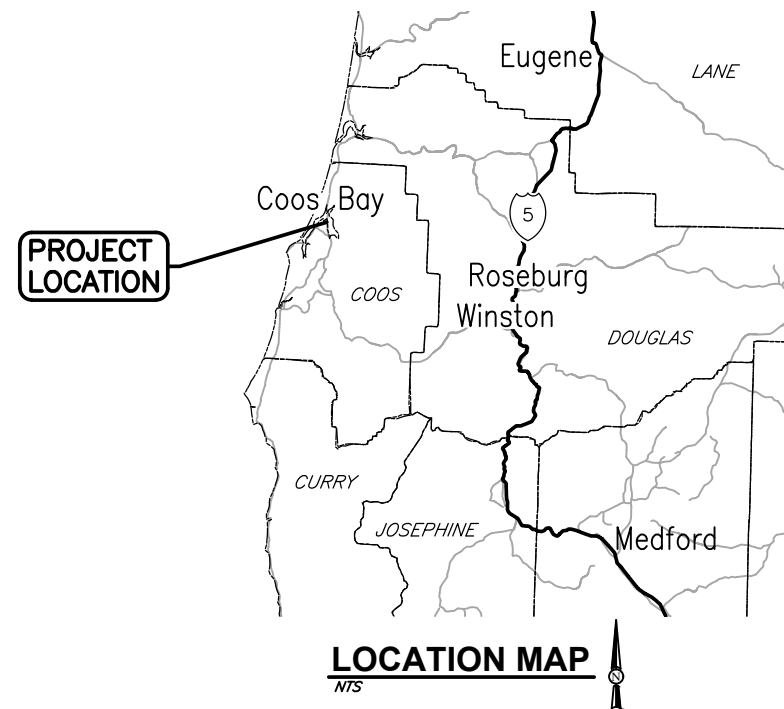 Eugene
LANE
Coos Bay
5
PROJECT
LOCATION
Roseburg
COOS
Winston
DOUGLAS
CURRY
JOSEPHINE
Medford
LOCATION MAP
NTS
N